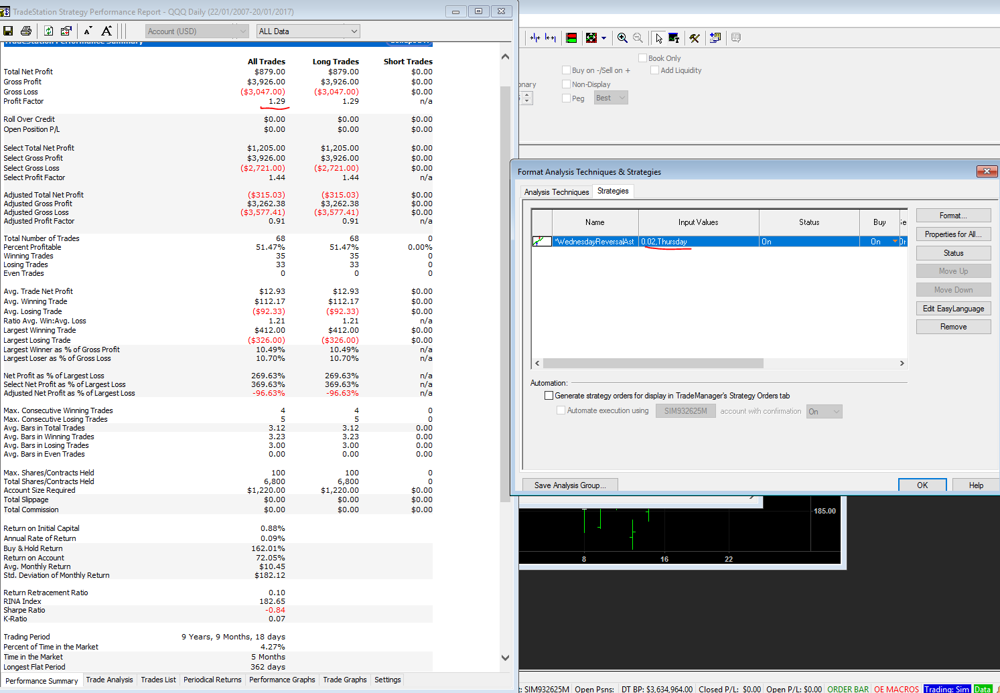 TradeStation Strategy Performance Report - QQQ Daily (22/01/2007-20/01/2017)
Account (USD)
ALL Data
TradeStation Performance Summary
All Trades Long Trades Short Trades
Total Net Profit $879.00 $879.00 $0.00
Gross Profit $3,926.00 $3,926.00 $0.00
Gross Loss ($3,047.00) ($3,047.00) $0.00
Profit Factor 1.29 1.29 n/a
Roll Over Credit $0.00 $0.00 $0.00
Open Position P/L $0.00 $0.00 $0.00
Select Total Net Profit $1,205.00 $1,205.00 $0.00
Select Gross Profit $3,926.00 $3,926.00 $0.00
Select Gross Loss ($2,721.00) ($2,721.00) $0.00
Select Profit Factor 1.44 1.44 n/a
Adjusted Total Net Profit ($315.03) ($315.03) $0.00
Adjusted Gross Profit $3,262.38 $3,262.38 $0.00
Adjusted Gross Loss ($3,577.41) ($3,577.41) $0.00
Adjusted Profit Factor 0.91 0.91 n/a
Total Number of Trades 68 68 0
Percent Profitable 51.47% 51.47% 0.00%
Winning Trades 35 35 0
Losing Trades 33 33 0
Even Trades 0 0 0
Avg. Trade Net Profit $12.93 $12.93 $0.00
Avg. Winning Trade $112.17 $112.17 $0.00
Avg. Losing Trade ($92.33) ($92.33) $0.00
Ratio Avg. Win:Avg. Loss 1.21 1.21 n/a
Largest Winning Trade $412.00 $412.00 $0.00
Largest Losing Trade ($326.00) ($326.00) $0.00
Largest Winner as % of Gross Profit 10.49% 10.49% n/a
Largest Loser as % of Gross Loss 10.70% 10.70% n/a
Net Profit as % of Largest Loss 269.63% 269.63% n/a
Select Net Profit as % of Largest Loss 369.63% 369.63% n/a
Adjusted Net Profit as % of Largest Loss -96.63% -96.63% n/a
Max. Consecutive Winning Trades 4 4 0
Max. Consecutive Losing Trades 5 5 0
Avg. Bars in Total Trades 3.12 3.12 0.00
Avg. Bars in Winning Trades 3.23 3.23 0.00
Avg. Bars in Losing Trades 3.00 3.00 0.00
Avg. Bars in Even Trades 0.00 0.00 0.00
Max. Shares/Contracts Held 100 100 0
Total Shares/Contracts Held 6,800 6,800 0
Account Size Required $1,220.00 $1,220.00 $0.00
Total Slippage $0.00 $0.00 $0.00
Total Commission $0.00 $0.00 $0.00
Return on Initial Capital 0.88%
Annual Rate of Return 0.09%
Buy & Hold Return 162.01%
Return on Account 72.05%
Avg. Monthly Return $10.45
Std. Deviation of Monthly Return $182.12
Return Retracement Ratio 0.10
RINA Index 182.65
Sharpe Ratio -0.84
K-Ratio 0.07
Trading Period 9 Years, 9 Months, 18 days
Percent of Time in the Market 4.27%
Time in the Market 5 Months
Longest Flat Period 362 days
Performance Summary Trade Analysis Trades List Periodical Returns Performance Graphs Trade Graphs Settings
Book Only
Buy on -/Sell on + Add Liquidity
onary Non-Display
Peg Best
Format Analysis Techniques & Strategies
Analysis Techniques Strategies
Name Input Values Status Buy
*WednesdayReversalAst 0.02,Thursday On On
Format...
Properties for All...
Status
Move Up
Move Down
Edit EasyLanguage
Remove
Automation:
Generate strategy orders for display in TradeManager's Strategy Orders tab
Automate execution using SIM932625M account with confirmation On
Save Analysis Group... OK Help
185.00
8 16 22
SIM932625M Open Psns: DT BP: $3,634,964.00 Closed P/L: $0.00 Open P/L: $0.00 ORDER BAR OE MACROS Trading: Sim Data